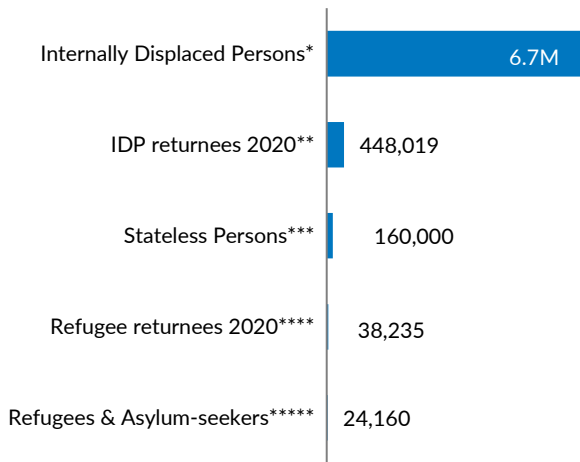 Internally Displaced Persons* 6.7M
IDP returnees 2020** 448,019
Stateless Persons*** 160,000
Refugee returnees 2020**** 38,235
Refugees & Asylum-seekers***** 24,160